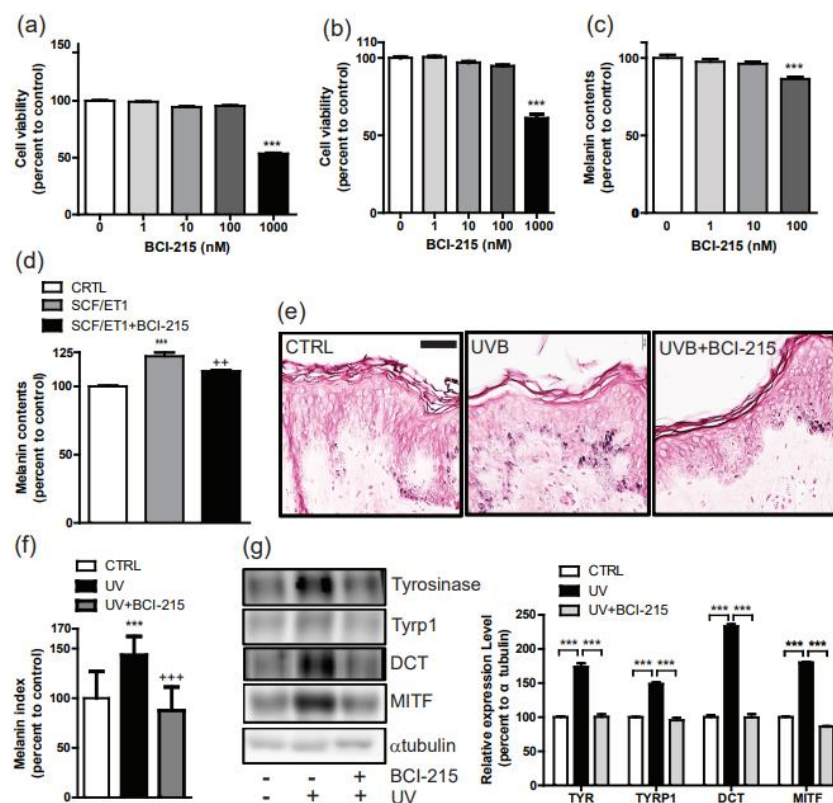 (a)
150
100
50
0
Cell viability
(percent to control)
***
0 1 10 100 1000
BCI-215 (nM)
(b)
110
100
50
0
Cell viability
(percent to control)
***
0 1 10 100 1000
BCI-215 (nM)
(c)
100
50
0
Melanin contents
(percent to control)
***
0 1 10 100
BCI-215 (nM)
(d)
CRTL
SCF/ET1
SCF/ET1+BCI-215
125
100
50
0
Melanin contents
(percent to control)
***
++
(e)
CTRL
UVB
UVB+BCI-215
(f)
CTRL
UV
UV+BCI-215
170
150
100
50
0
Melanin index
(percent to control)
***
+++
(g)
Tyrosinase
Tyrp1
DCT
MITF
αtubulin
- - + BCI-215
- + + UV
CTRL
UV
UV+BCI-215
250
200
150
100
50
0
Relative expression Level
(percent to α tubulin)
*** *** *** *** *** *** *** ***
TYR TYRP1 DCT MITF